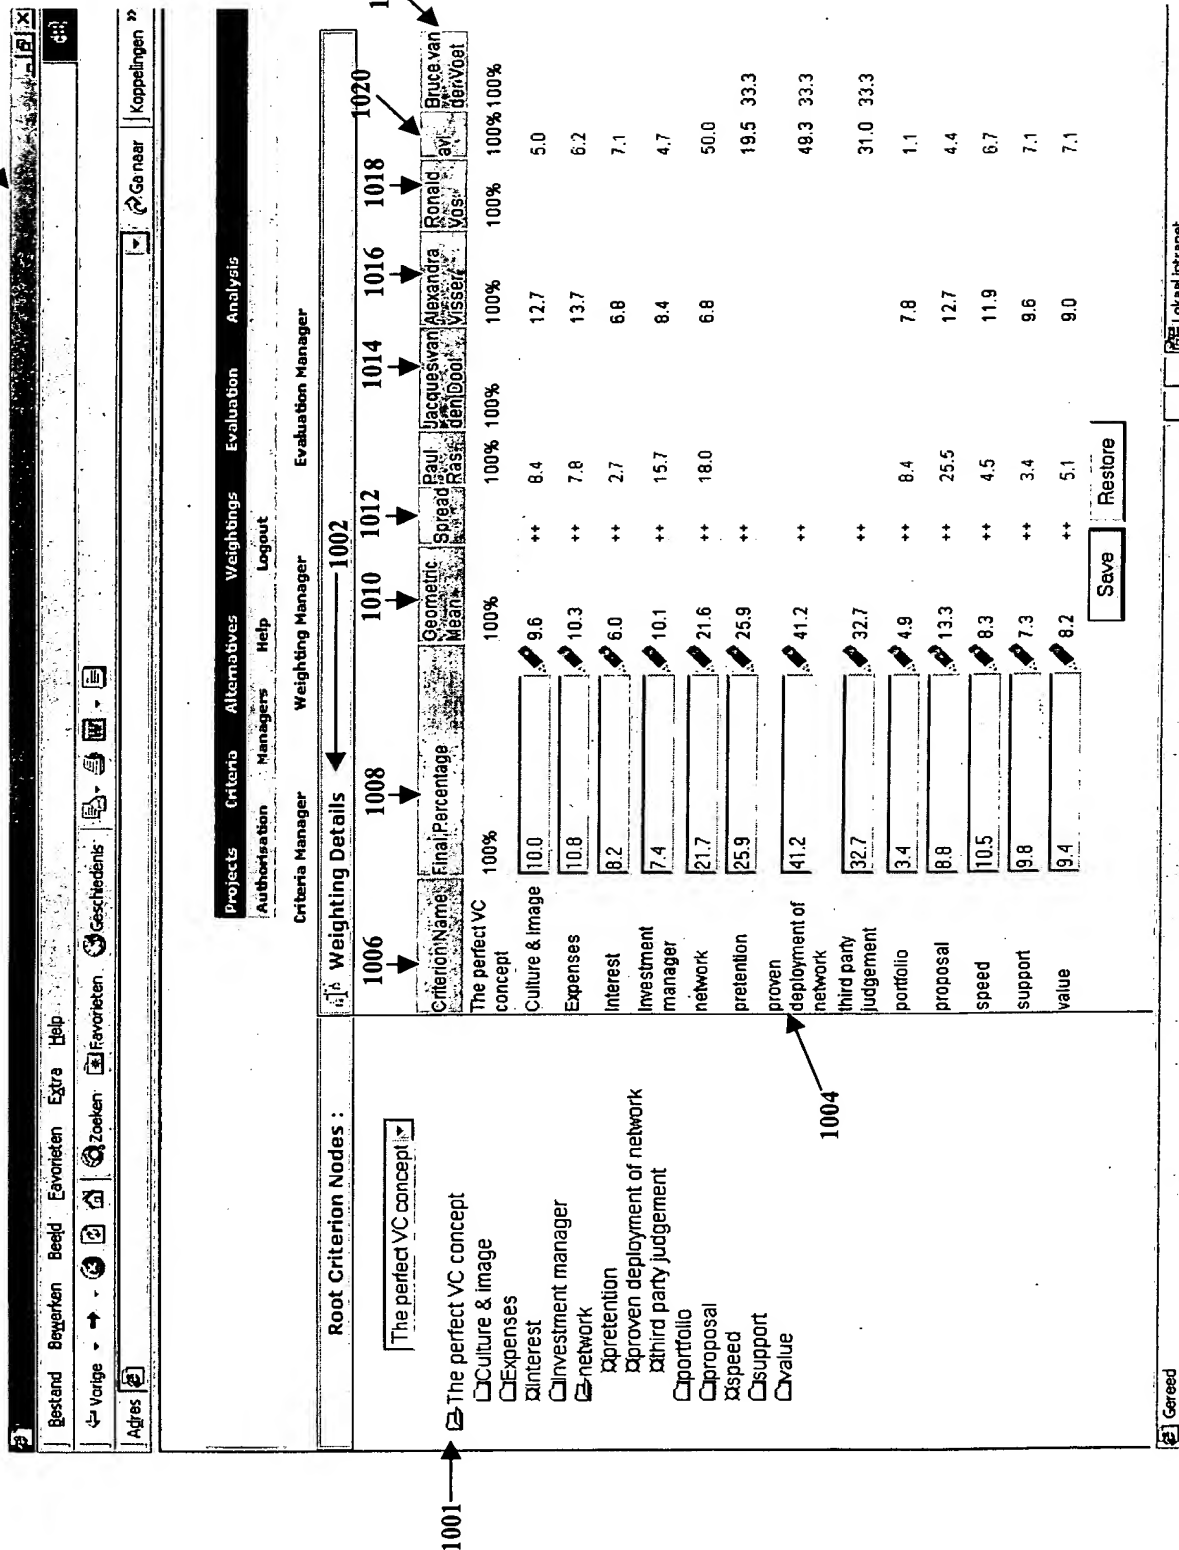 Bestand Bewerken Beeld Favorieten Extra Help
Vorige Zoeken Favorieten Geschiedenis
Adres Ga naar Koppelingen »
Projects Criteria Alternatives Weightings Evaluation Analysis
Authorisation Managers Help Logout
Criteria Manager Weighting Manager Evaluation Manager
Root Criterion Nodes :
The perfect VC concept
1001
The perfect VC concept
Culture & image
Expenses
Interest
Investment manager
network
pretention
proven deployment of network
third party judgement
portfolio
proposal
speed
support
value
1004
Weighting Details 1002
1006 1008 1010 1012 1014 1016 1018 1020
Criterion Name Final Percentage Geometric Mean Spread Paul Rash Jacques van den Dool Alexandra Visser Ronald Vos avi Bruce van der Voet
The perfect VC concept 100% 100% 100% 100% 100% 100% 100% 100%
Culture & Image 10.0 9.6 ++ 8.4 12.7 5.0
Expenses 10.8 10.3 ++ 7.8 13.7 6.2
Interest 8.2 6.0 ++ 2.7 6.8 7.1
Investment manager 7.4 10.1 ++ 15.7 8.4 4.7
network 21.7 21.6 ++ 18.0 6.8 50.0
pretention 25.9 25.9 ++ 19.5 33.3
proven deployment of network 41.2 41.2 ++ 49.3 33.3
third party judgement 32.7 32.7 ++ 31.0 33.3
portfolio 3.4 4.9 ++ 8.4 7.8 1.1
proposal 8.8 13.3 ++ 25.5 12.7 4.4
speed 10.5 8.3 ++ 4.5 11.9 6.7
support 9.8 7.3 ++ 3.4 9.6 7.1
value 9.4 8.2 ++ 5.1 9.0 7.1
Save Restore
Gereed Lokaal intranet